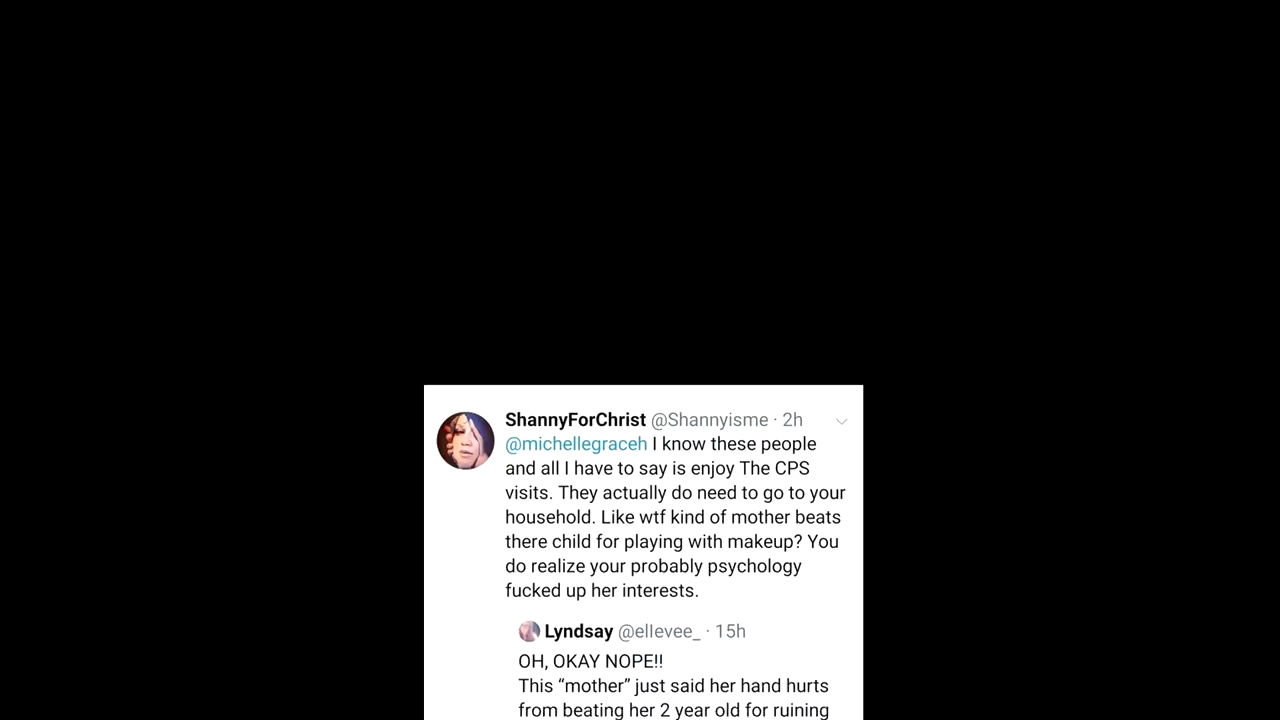 ShannyForChrist @Shannyisme · 2h
@michellegraceh I know these people
and all I have to say is enjoy The CPS
visits. They actually do need to go to your
household. Like wtf kind of mother beats
there child for playing with makeup? You
do realize your probably psychology
fucked up her interests.
Lyndsay @ellevee_ · 15h
OH, OKAY NOPE!!
This “mother” just said her hand hurts
from beating her 2 year old for ruining